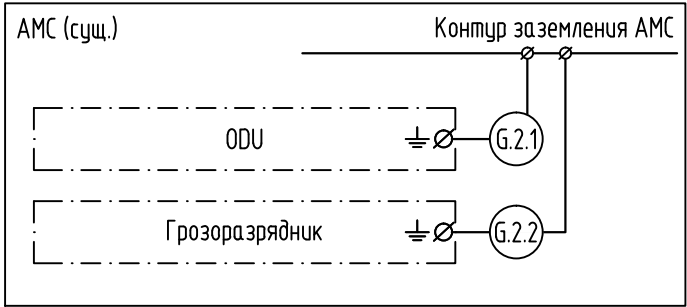 АМС (сущ.)
Контур заземления АМС
ODU
G.2.1
Грозоразрядник
G.2.2